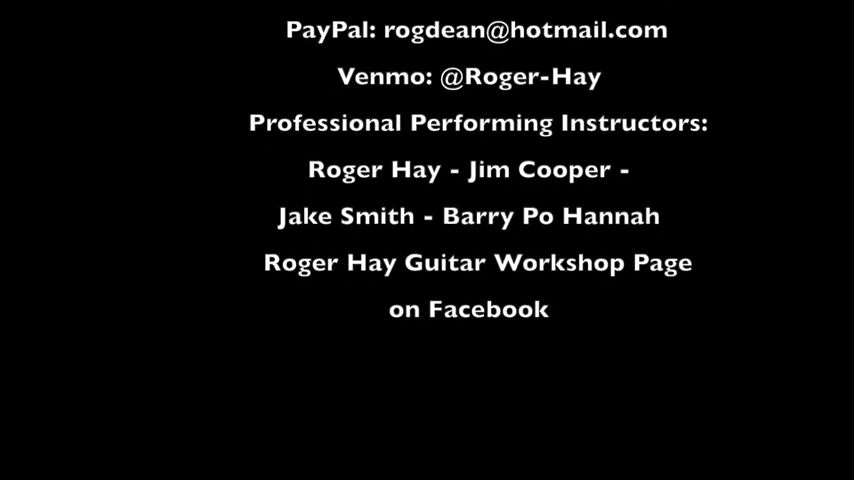 PayPal: rogdean@hotmail.com
Venmo: @Roger-Hay
Professional Performing Instructors:
Roger Hay - Jim Cooper -
Jake Smith - Barry Po Hannah
Roger Hay Guitar Workshop Page
on Facebook